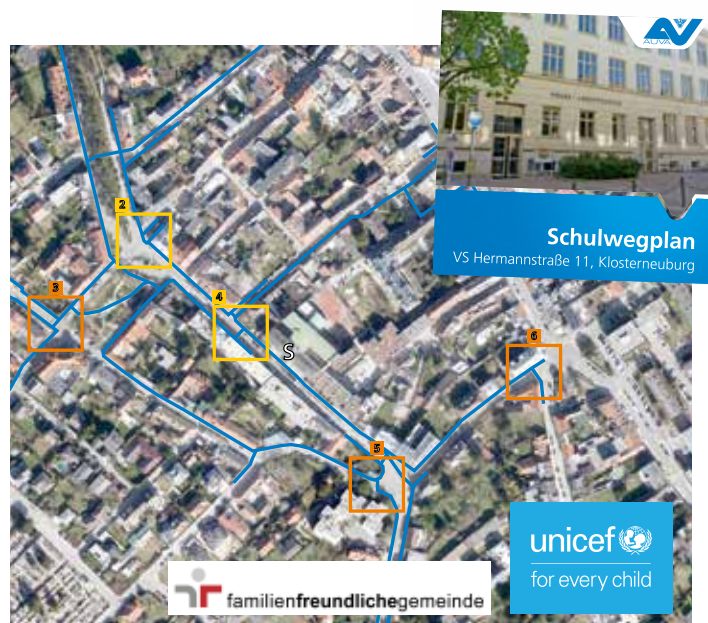 AUVA
Schulwegplan
VS Hermannstraße 11, Klosterneuburg
2
3
4
S
6
5
unicef
for every child
familienfreundlichegemeinde